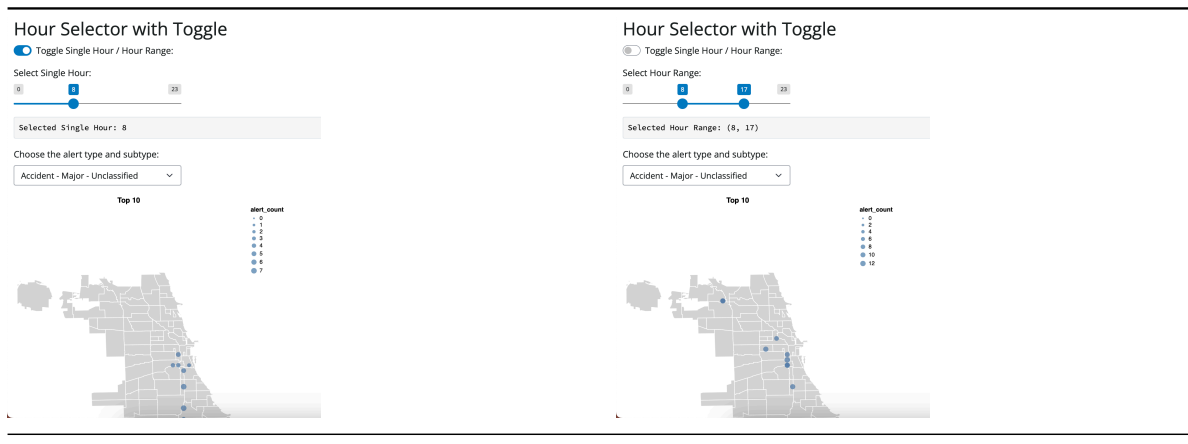 Hour Selector with Toggle
Toggle Single Hour / Hour Range:
Select Single Hour:
0 8 23
Selected Single Hour: 8
Choose the alert type and subtype:
Accident - Major - Unclassified
Top 10
alert_count
0
1
2
3
4
5
6
7
Hour Selector with Toggle
Toggle Single Hour / Hour Range:
Select Hour Range:
0 8 17 23
Selected Hour Range: (8, 17)
Choose the alert type and subtype:
Accident - Major - Unclassified
Top 10
alert_count
0
2
4
6
8
10
12